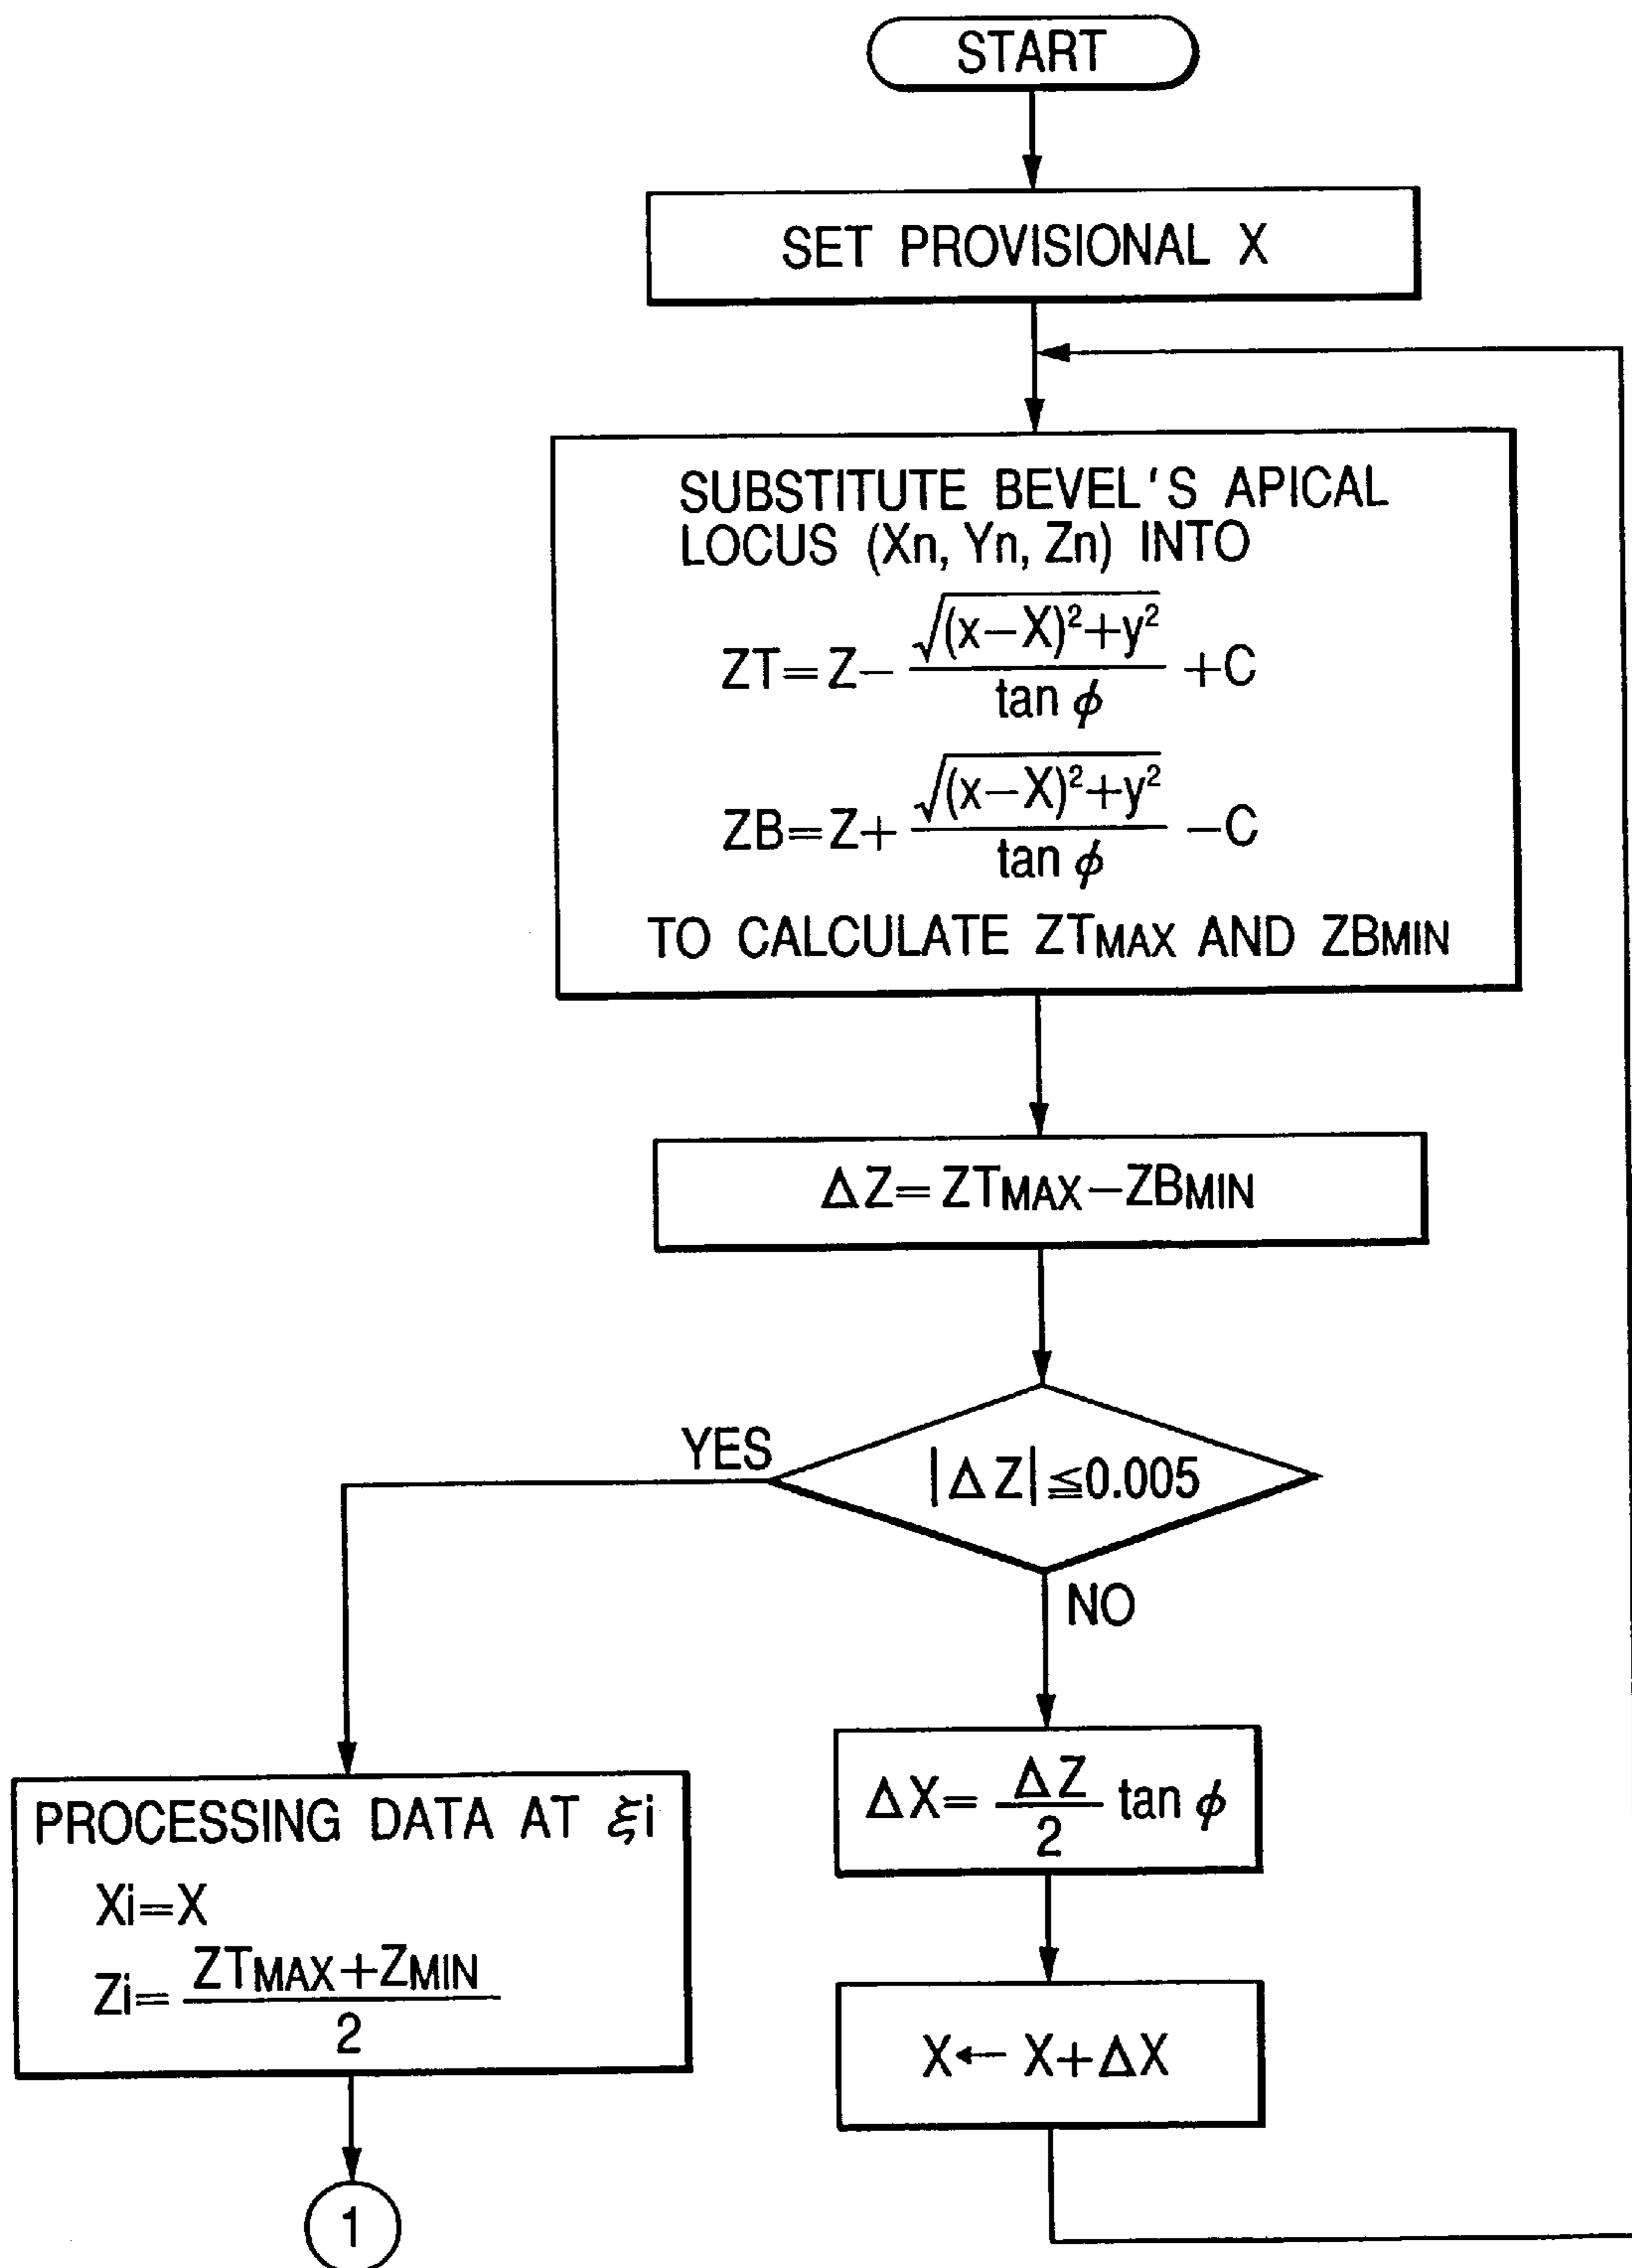 START
SET PROVISIONAL X
SUBSTITUTE BEVEL'S APICAL
LOCUS (Xn, Yn, Zn) INTO
ZT=Z−√((x−X)²+y²)/tan φ +C
ZB=Z+√((x−X)²+y²)/tan φ −C
TO CALCULATE ZTMAX AND ZBMIN
ΔZ=ZTMAX−ZBMIN
|ΔZ|≦0.005
YES
NO
ΔX=ΔZ/2 tan φ
X←X+ΔX
PROCESSING DATA AT ξi
Xi=X
Zi=ZTMAX+ZMIN/2
1